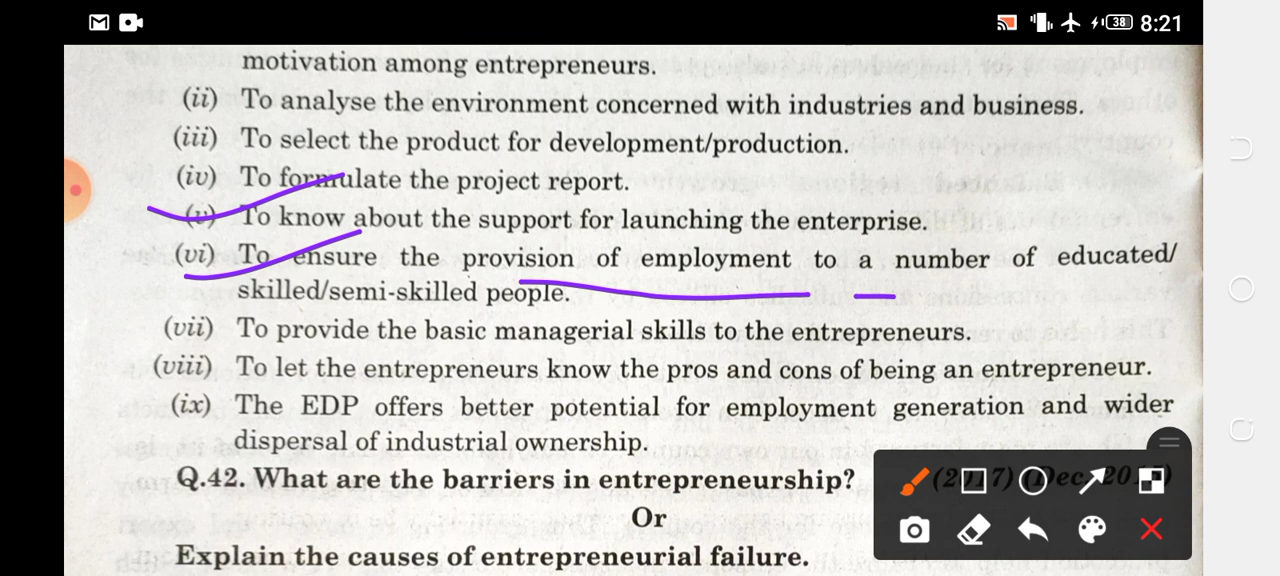 38 8:21
motivation among entrepreneurs.
(ii) To analyse the environment concerned with industries and business.
(iii) To select the product for development/production.
(iv) To formulate the project report.
(v) To know about the support for launching the enterprise.
(vi) To ensure the provision of employment to a number of educated/
skilled/semi-skilled people.
(vii) To provide the basic managerial skills to the entrepreneurs.
(viii) To let the entrepreneurs know the pros and cons of being an entrepreneur.
(ix) The EDP offers better potential for employment generation and wider
dispersal of industrial ownership.
Q.42. What are the barriers in entrepreneurship? (2017) (Dec.
Or
Explain the causes of entrepreneurial failure.